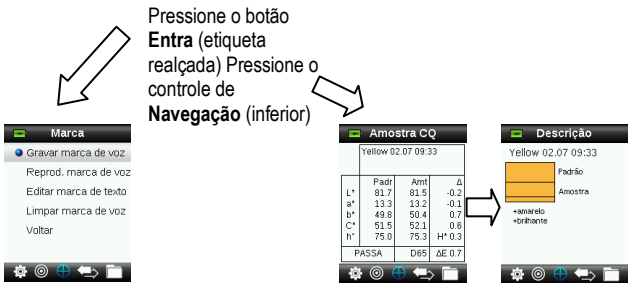 Pressione o botão
Entra (etiqueta
realçada) Pressione o
controle de
Navegação (inferior)
Marca
Gravar marca de voz
Reprod. marca de voz
Editar marca de texto
Limpar marca de voz
Voltar
Amostra CQ
Yellow 02.07 09:33
Padr Amt Δ
L* 81.7 81.5 -0.2
a* 13.3 13.2 -0.1
b* 49.8 50.4 0.7
C* 51.5 52.1 0.6
h° 75.0 75.3 H* 0.3
PASSA D65 ΔE 0.7
Descrição
Yellow 02.07 09:33
Padrão
Amostra
+amarelo
+brilhante